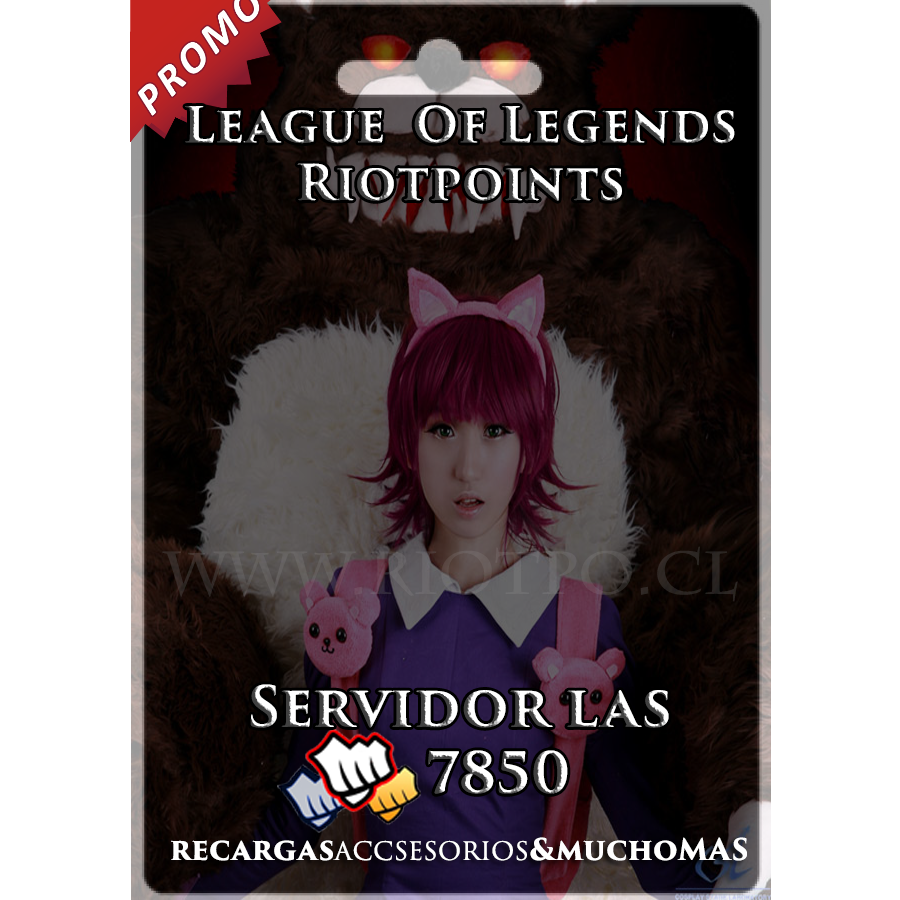 PROMO
League Of Legends
Riotpoints
WWW.RIOTPO.CL
Servidor LAS
7850
RECARGASACCSESORIOS&MUCHOMAS